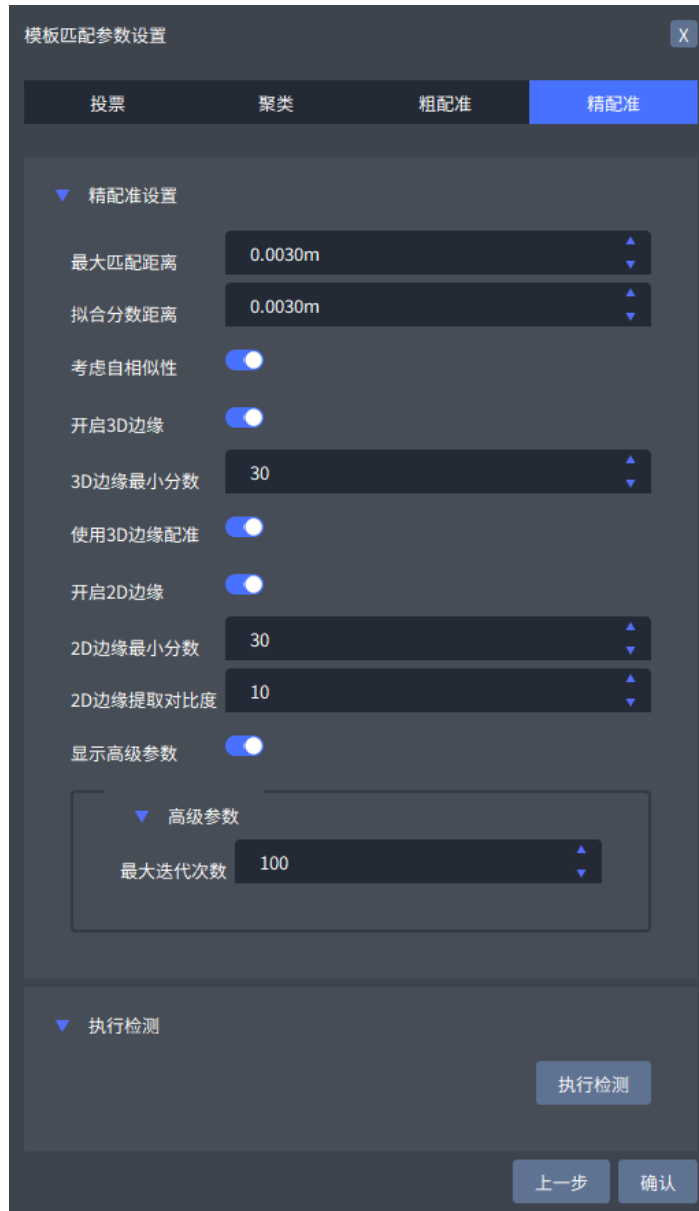 模板匹配参数设置 X
投票 聚类 粗配准 精配准
精配准设置
最大匹配距离 0.0030m
拟合分数距离 0.0030m
考虑自相似性
开启3D边缘
3D边缘最小分数 30
使用3D边缘配准
开启2D边缘
2D边缘最小分数 30
2D边缘提取对比度 10
显示高级参数
高级参数
最大迭代次数 100
执行检测
执行检测
上一步 确认